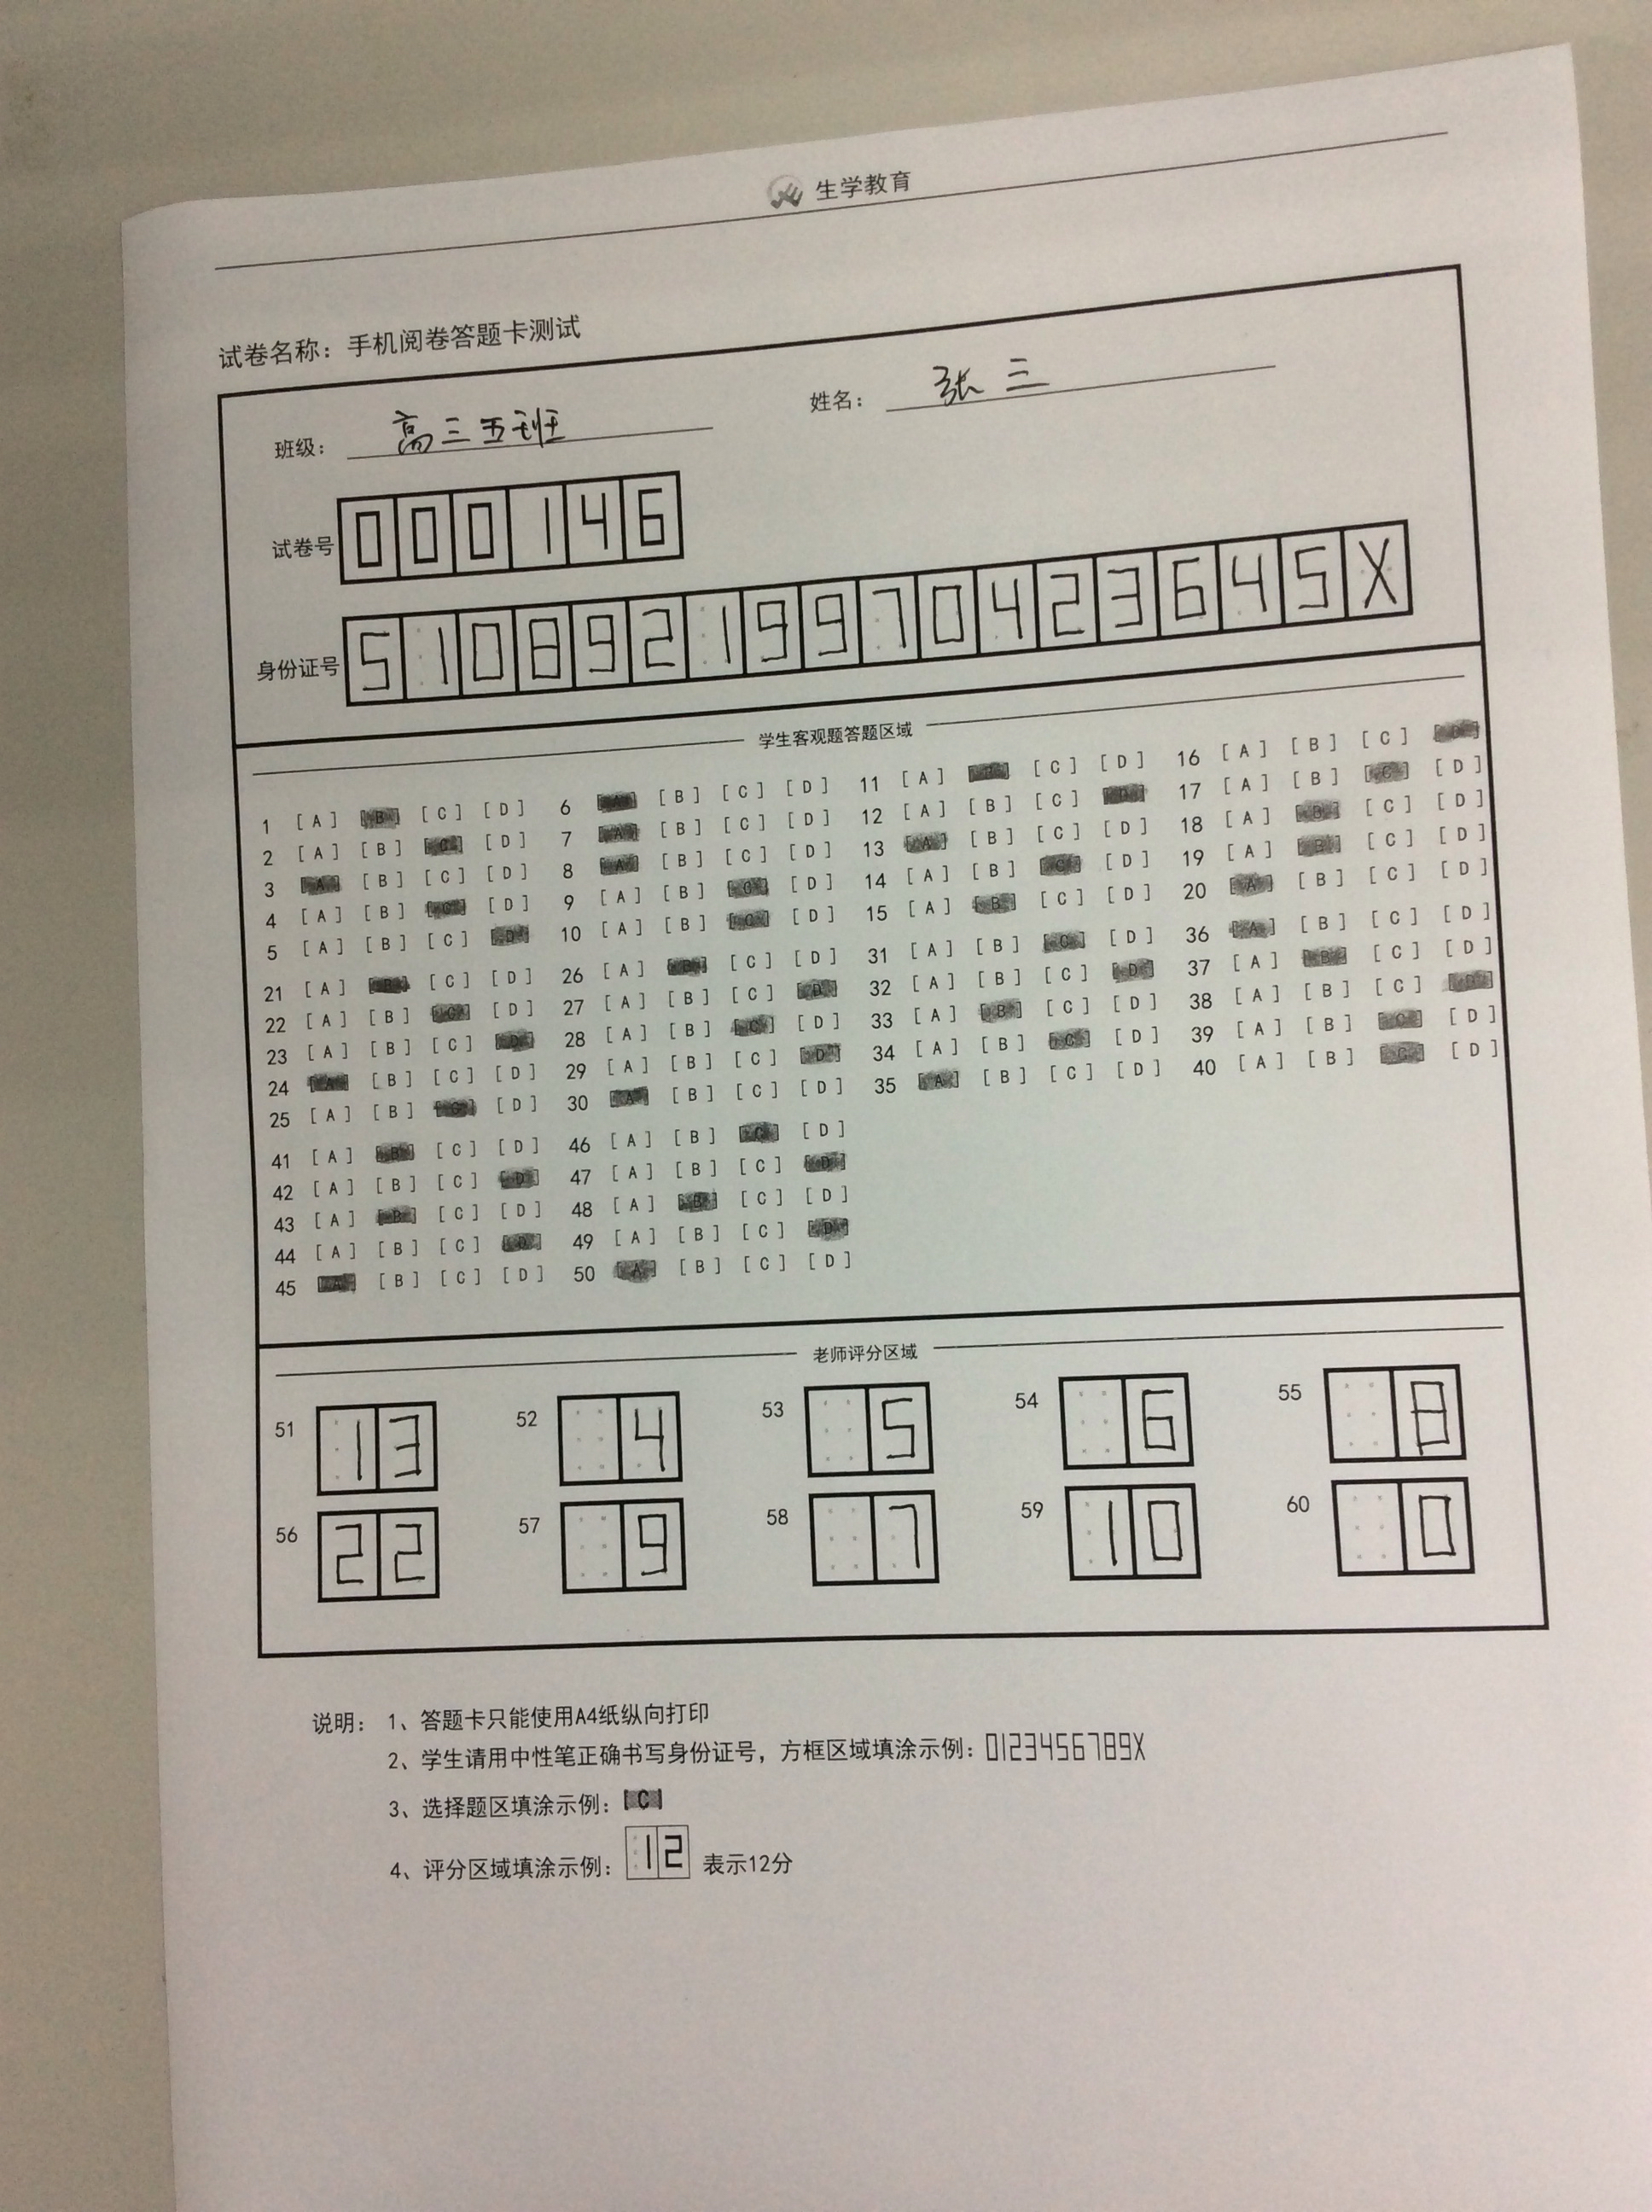 生学教育
试卷名称：手机阅卷答题卡测试
班级： 高三五班 姓名： 张三
试卷号 000146
身份证号 51089219970423645X
学生客观题答题区域
1 [A] [B] [C] [D] 6 [A] [B] [C] [D] 11 [A] [B] [C] [D] 16 [A] [B] [C] [D]
2 [A] [B] [C] [D] 7 [A] [B] [C] [D] 12 [A] [B] [C] [D] 17 [A] [B] [C] [D]
3 [A] [B] [C] [D] 8 [A] [B] [C] [D] 13 [A] [B] [C] [D] 18 [A] [B] [C] [D]
4 [A] [B] [C] [D] 9 [A] [B] [C] [D] 14 [A] [B] [C] [D] 19 [A] [B] [C] [D]
5 [A] [B] [C] [D] 10 [A] [B] [C] [D] 15 [A] [B] [C] [D] 20 [A] [B] [C] [D]
21 [A] [B] [C] [D] 26 [A] [B] [C] [D] 31 [A] [B] [C] [D] 36 [A] [B] [C] [D]
22 [A] [B] [C] [D] 27 [A] [B] [C] [D] 32 [A] [B] [C] [D] 37 [A] [B] [C] [D]
23 [A] [B] [C] [D] 28 [A] [B] [C] [D] 33 [A] [B] [C] [D] 38 [A] [B] [C] [D]
24 [A] [B] [C] [D] 29 [A] [B] [C] [D] 34 [A] [B] [C] [D] 39 [A] [B] [C] [D]
25 [A] [B] [C] [D] 30 [A] [B] [C] [D] 35 [A] [B] [C] [D] 40 [A] [B] [C] [D]
41 [A] [B] [C] [D] 46 [A] [B] [C] [D]
42 [A] [B] [C] [D] 47 [A] [B] [C] [D]
43 [A] [B] [C] [D] 48 [A] [B] [C] [D]
44 [A] [B] [C] [D] 49 [A] [B] [C] [D]
45 [A] [B] [C] [D] 50 [A] [B] [C] [D]
老师评分区域
51 13 52 4 53 5 54 6 55 8
56 22 57 9 58 7 59 10 60 0
说明： 1、答题卡只能使用A4纸纵向打印
2、学生请用中性笔正确书写身份证号，方框区域填涂示例：0123456789X
3、选择题区填涂示例：[C]
4、评分区域填涂示例：12 表示12分